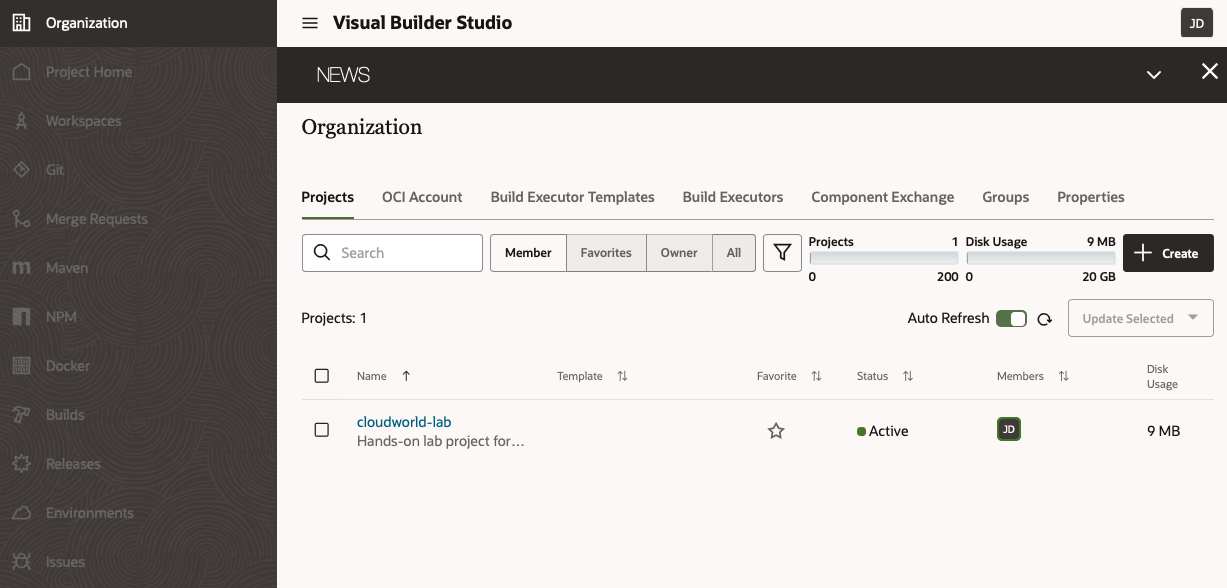 Organization
Project Home
Workspaces
Git
Merge Requests
Maven
NPM
Docker
Builds
Releases
Environments
Issues
Visual Builder Studio
JD
NEWS
Organization
Projects OCI Account Build Executor Templates Build Executors Component Exchange Groups Properties
Search Member Favorites Owner All
Projects 1 Disk Usage 9 MB
0 200 0 20 GB
Create
Projects: 1 Auto Refresh Update Selected
Name Template Favorite Status Members Disk
Usage
cloudworld-lab
Hands-on lab project for…
Active JD 9 MB